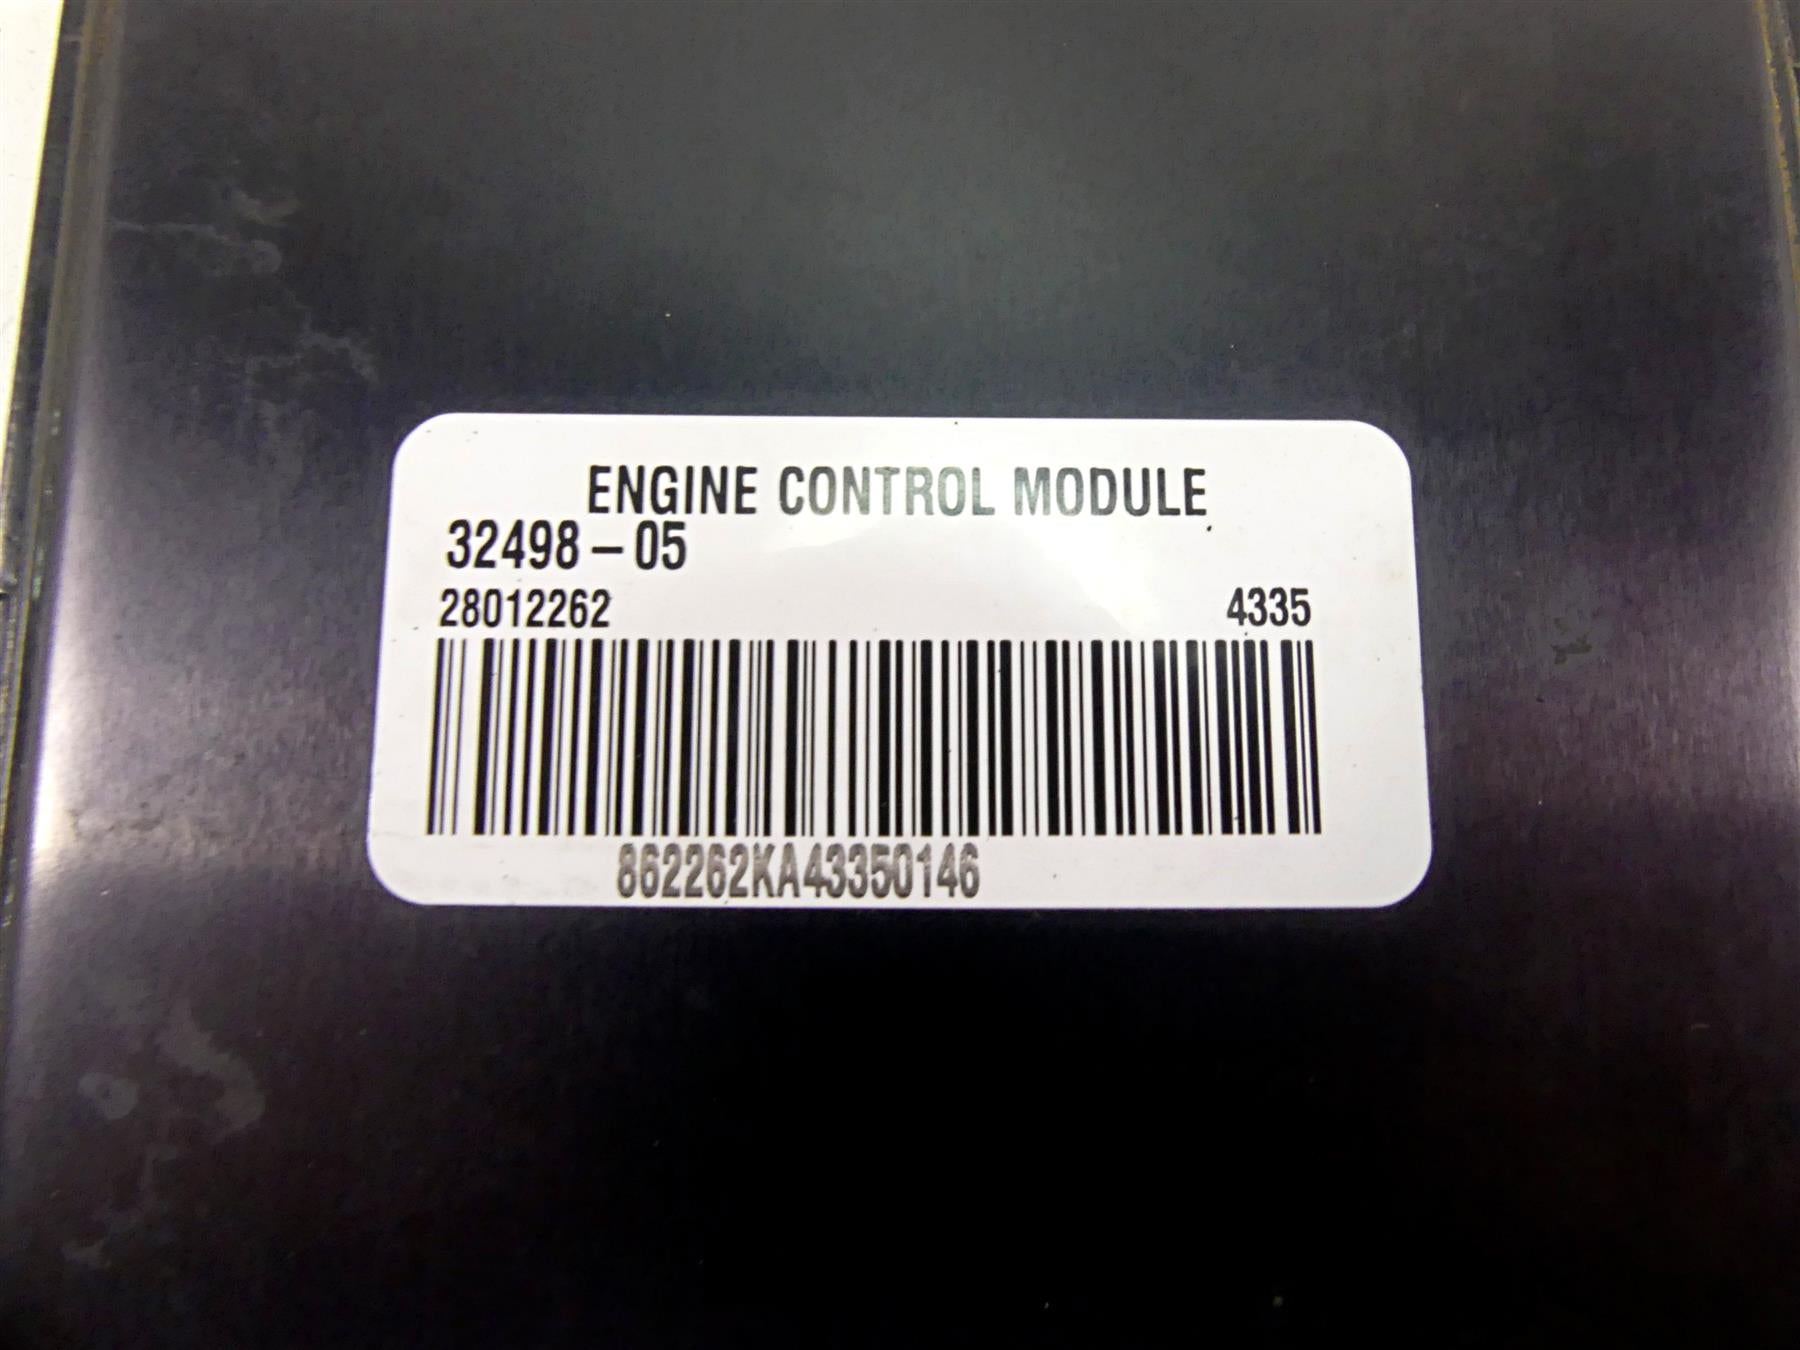 ENGINE CONTROL MODULE
32498-05
28012262 4335
862262KA43350146